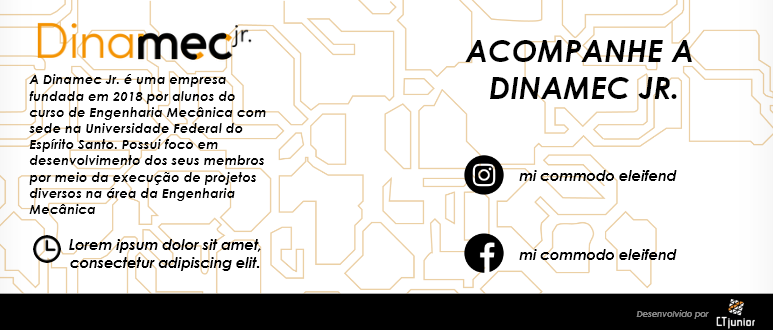 Dinamec jr.
A Dinamec Jr. é uma empresa
fundada em 2018 por alunos do
curso de Engenharia Mecânica com
sede na Universidade Federal do
Espírito Santo. Possui foco em
desenvolvimento dos seus membros
por meio da execução de projetos
diversos na área da Engenharia
Mecânica
Lorem ipsum dolor sit amet,
consectetur adipiscing elit.
ACOMPANHE A
DINAMEC JR.
mi commodo eleifend
mi commodo eleifend
Desenvolvido por
CTjunior